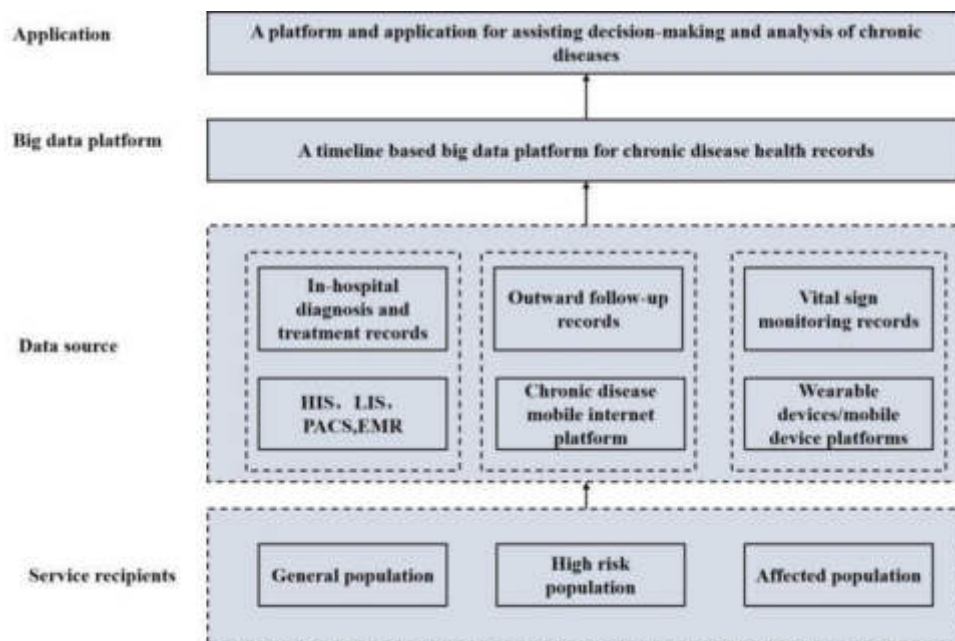 Application
A platform and application for assisting decision-making and analysis of chronic
diseases
Big data platform
A timeline based big data platform for chronic disease health records
Data source
In-hospital
diagnosis and
treatment records
Outward follow-up
records
Vital sign
monitoring records
HIS、LIS、
PACS,EMR
Chronic disease
mobile internet
platform
Wearable
devices/mobile
device platforms
Service recipients
General population
High risk
population
Affected population